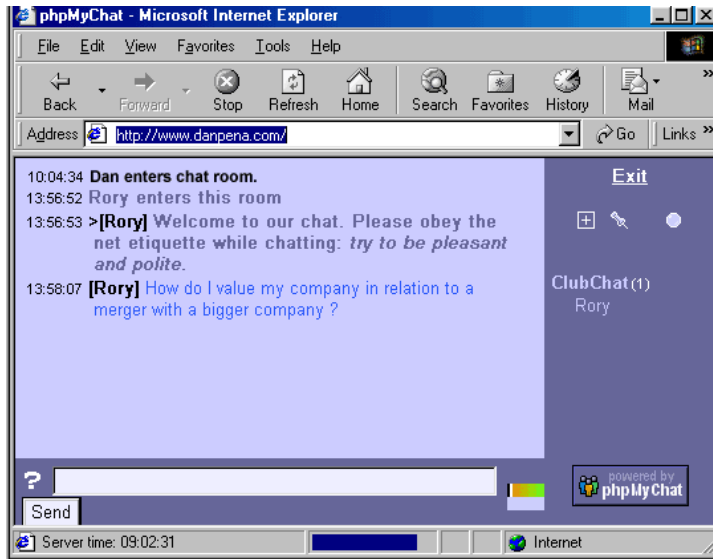 phpMyChat - Microsoft Internet Explorer
File Edit View Favorites Tools Help
Back Forward Stop Refresh Home Search Favorites History Mail »
Address http://www.danpena.com/ Go Links »
10:04:34 Dan enters chat room.
13:56:52 Rory enters this room
13:56:53 >[Rory] Welcome to our chat. Please obey the
net etiquette while chatting: try to be pleasant
and polite.
13:58:07 [Rory] How do I value my company in relation to a
merger with a bigger company ?
Exit
ClubChat(1)
Rory
?
Send
powered by
phpMyChat
Server time: 09:02:31 Internet